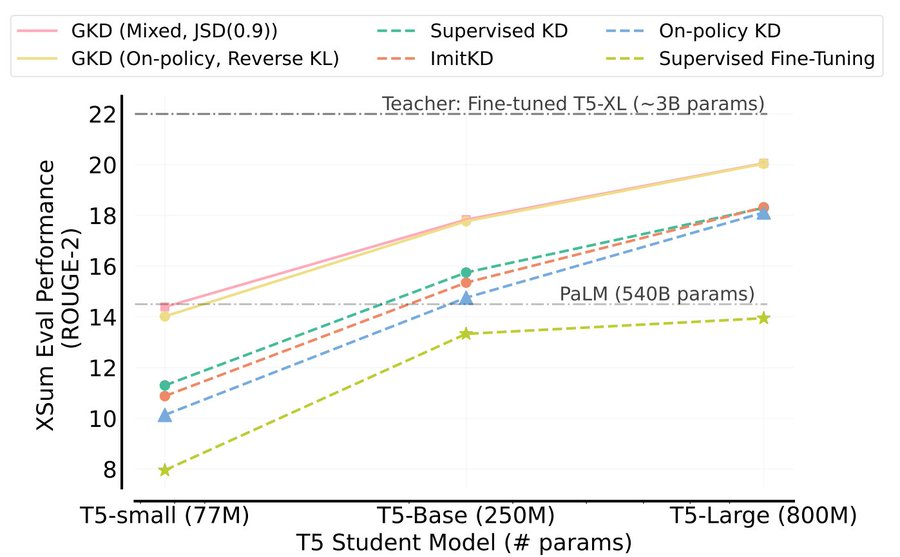 GKD (Mixed, JSD(0.9)) Supervised KD On-policy KD
GKD (On-policy, Reverse KL) ImitKD Supervised Fine-Tuning
Teacher: Fine-tuned T5-XL (~3B params)
22
20
18
16
PaLM (540B params)
14
12
10
8
XSum Eval Performance
(ROUGE-2)
T5-small (77M) T5-Base (250M) T5-Large (800M)
T5 Student Model (# params)